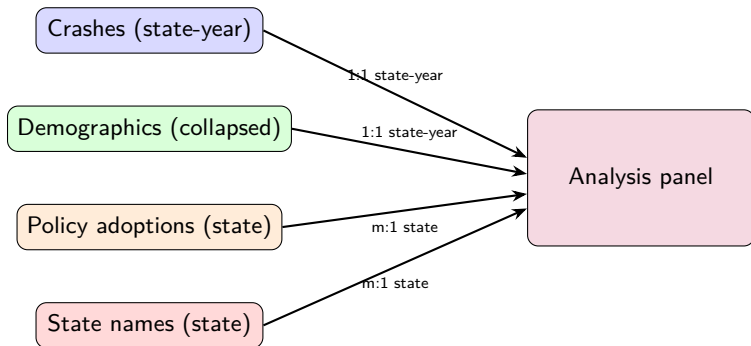 Crashes (state-year)
1:1 state-year
Demographics (collapsed)
1:1 state-year
Analysis panel
Policy adoptions (state)
m:1 state
m:1 state
State names (state)